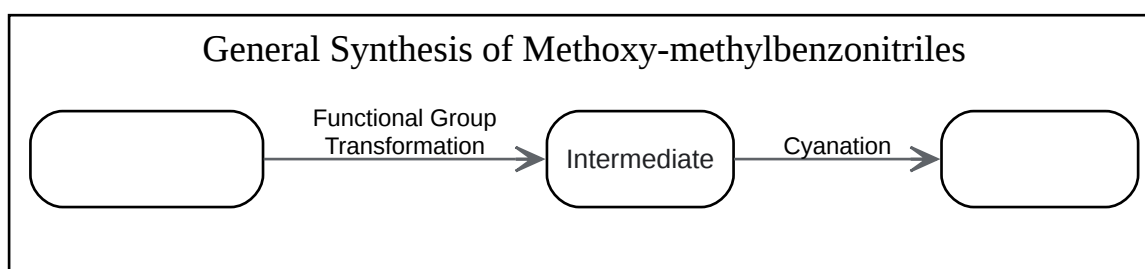 General Synthesis of Methoxy-methylbenzonitriles
Functional Group
Transformation
Intermediate
Cyanation